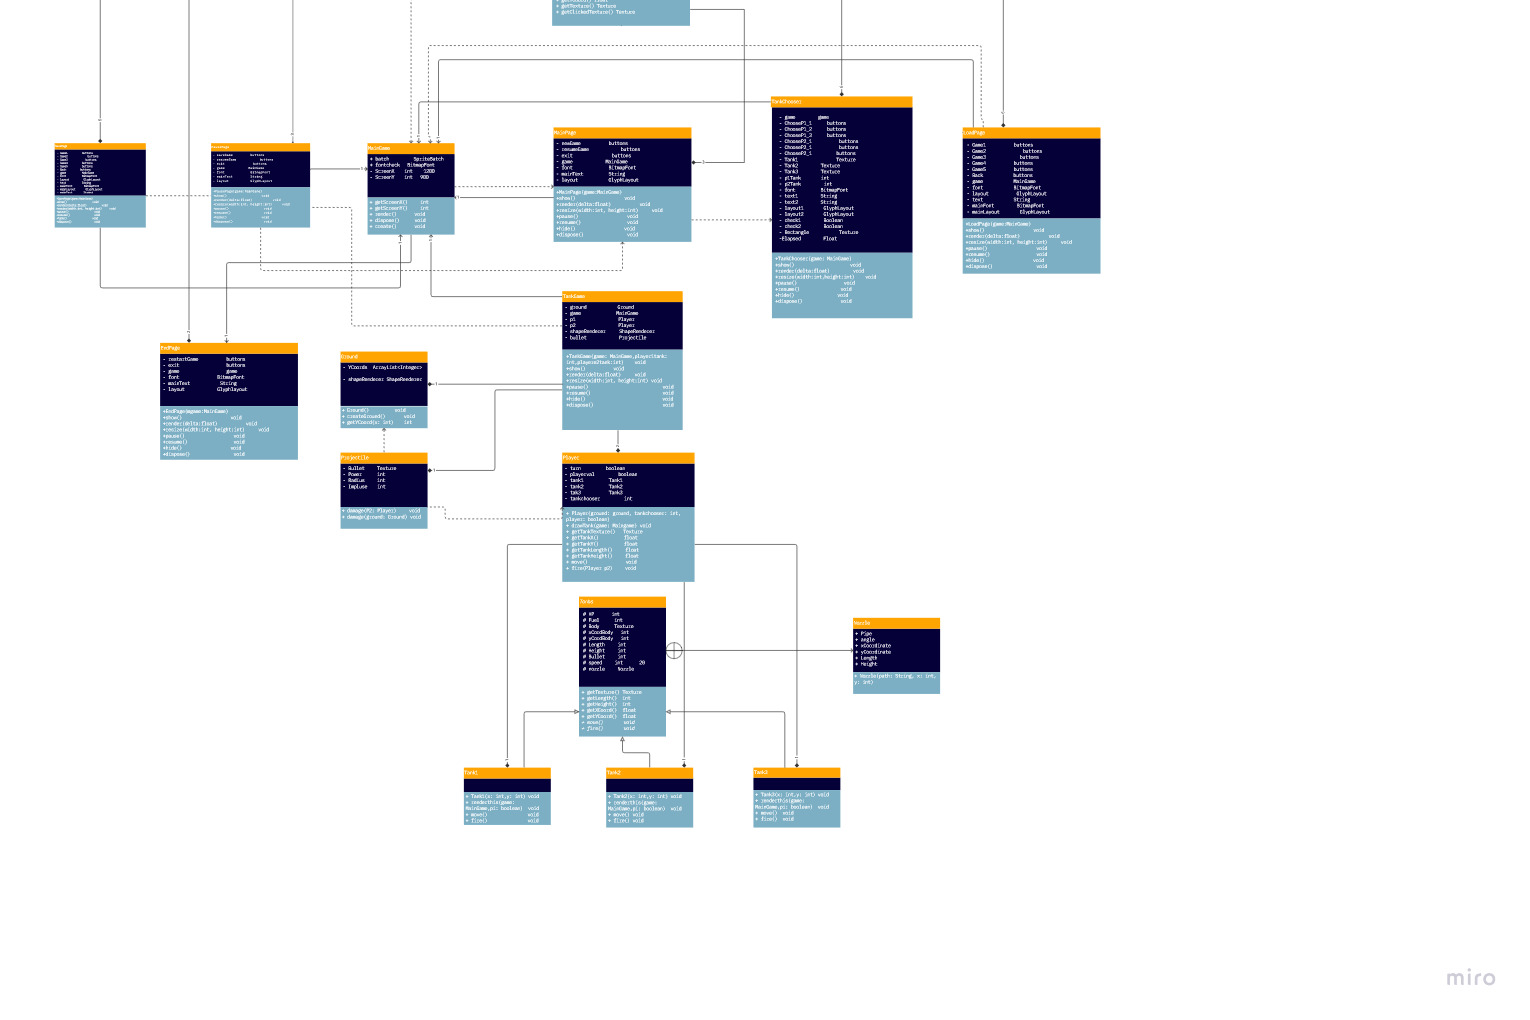 + getTexture() Texture
+ getClickedTexture() Texture
MainGame
+ batch SpriteBatch
+ fontcheck BitmapFont
- ScreenX int 1200
- ScreenY int 900
+ getScreenX() int
+ getScreenY() int
+ render() void
+ dispose() void
+ create() void
MainPage
- newGame buttons
- resumeGame buttons
- exit buttons
- game MainGame
- font BitmapFont
- mainText String
- layout GlyphLayout
+MainPage(game:MainGame)
+show() void
+render(delta:float) void
+resize(width:int, height:int) void
+pause() void
+resume() void
+hide() void
+dispose() void
TankChooser
- game game
- ChooseP1_1 buttons
- ChooseP1_2 buttons
- ChooseP1_3 buttons
- ChooseP2_1 buttons
- ChooseP2_1 buttons
- ChooseP2_1 buttons
- Tank1 Texture
- Tank2 Texture
- Tank3 Texture
- p1Tank int
- p2Tank int
- font BitmapFont
- text1 String
- text2 String
- layout1 GlyphLayout
- layout2 GlyphLayout
- check1 Boolean
- check2 Boolean
- Rectangle Texture
-Elapsed Float
+TankChoser(game: MainGame)
+show() void
+render(delta:float) void
+resize(width:int,height:int) void
+pause() void
+resume() void
+hide() void
+dispose() void
LoadPage
- Game1 buttons
- Game2 buttons
- Game3 buttons
- Game4 buttons
- Game5 buttons
- Back buttons
- game MainGame
- font BitmapFont
- layout GlyphLayout
- text String
- mainFont BitmapFont
- mainLayout GlyphLayout
+LoadPage(game:MainGame)
+show() void
+render(delta:float) void
+resize(width:int, height:int) void
+pause() void
+resume() void
+hide() void
+dispose() void
TankGame
- ground Ground
- game MainGame
- p1 Player
- p2 Player
- shapeRenderer ShapeRenderer
- bullet Projectile
+TankGame(game: MainGame,player1tank:
int,player2tank:int) void
+show() void
+render(delta:float) void
+resize(width:int, height:int) void
+pause() void
+resume() void
+hide() void
+dispose() void
EndPage
- restartGame buttons
- exit buttons
- game game
- font BitmapFont
- mainText String
- layout GlyphLayout
+EndPage(mgame:MainGame)
+show() void
+render(delta:float) void
+resize(width:int, height:int) void
+pause() void
+resume() void
+hide() void
+dispose() void
Ground
- YCoords ArrayList<Integer>
- shapeRenderer ShapeRenderer
+ Ground() void
+ createGround() void
+ getYCoord(x: int) int
Projectile
- Bullet Texture
- Power int
- Radius int
- Impluse int
+ damage(P2: Player) void
+ damage(ground: Ground) void
Player
- turn boolean
- playerval boolean
- tank1 Tank1
- tank2 Tank2
- tak3 Tank3
- tankchooser int
+ Player(ground: ground, tankchooser: int,
player: boolean)
+ drawTank(game: Maingame) void
+ getTankTexture() Texture
+ getTankX() float
+ getTankY() float
+ getTankLength() float
+ getTankHeight() float
+ move() void
+ fire(Player p2) void
Tanks
# HP int
# Fuel int
# Body Texture
# xCordBody int
# yCordBody int
# Length int
# Height int
# Bullet int
# speed int 20
# nozzle Nozzle
+ getTexture() Texture
+ getLength() int
+ getHeight() int
+ getXCoord() float
+ getYCoord() float
+ move() void
+ fire() void
Nozzle
+ Pipe
+ angle
+ xCoordinate
+ yCoordinate
+ Length
+ Height
+ Nozzle(path: String, x: int,
y: int)
Tank1
+ Tank1(x: int,y: int) void
+ renderthis(game:
MainGame,p1: boolean) void
+ move() void
+ fire() void
Tank2
+ Tank2(x: int,y: int) void
+ renderthis(game:
MainGame,p1: boolean) void
+ move() void
+ fire() void
Tank3
+ Tank3(x: int,y: int) void
+ renderthis(game:
MainGame,p1: boolean) void
+ move() void
+ fire() void
miro